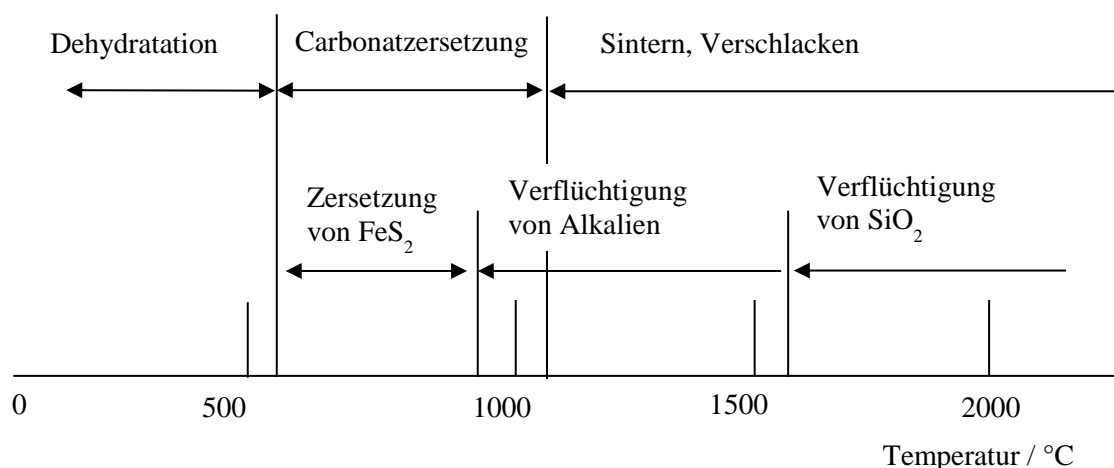 Dehydratation
Carbonatzersetzung
Sintern, Verschlacken
Zersetzung
von FeS₂
Verflüchtigung
von Alkalien
Verflüchtigung
von SiO₂
0
500
1000
1500
2000
Temperatur / °C